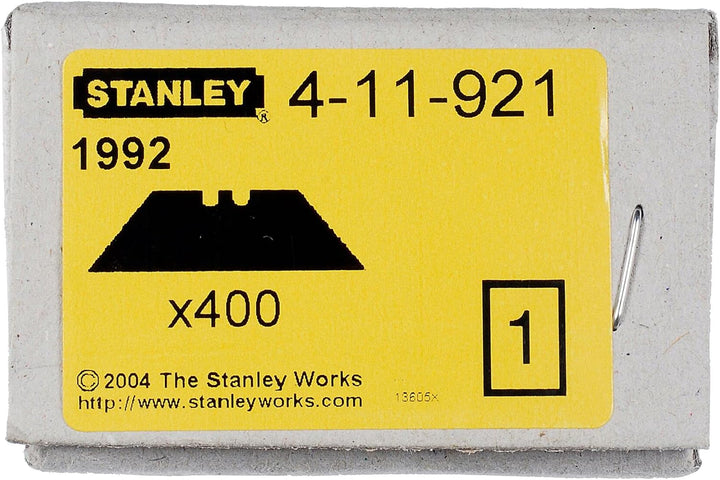 STANLEY® 4-11-921
1992
x400
1
© 2004 The Stanley Works
http://www.stanleyworks.com
13605x